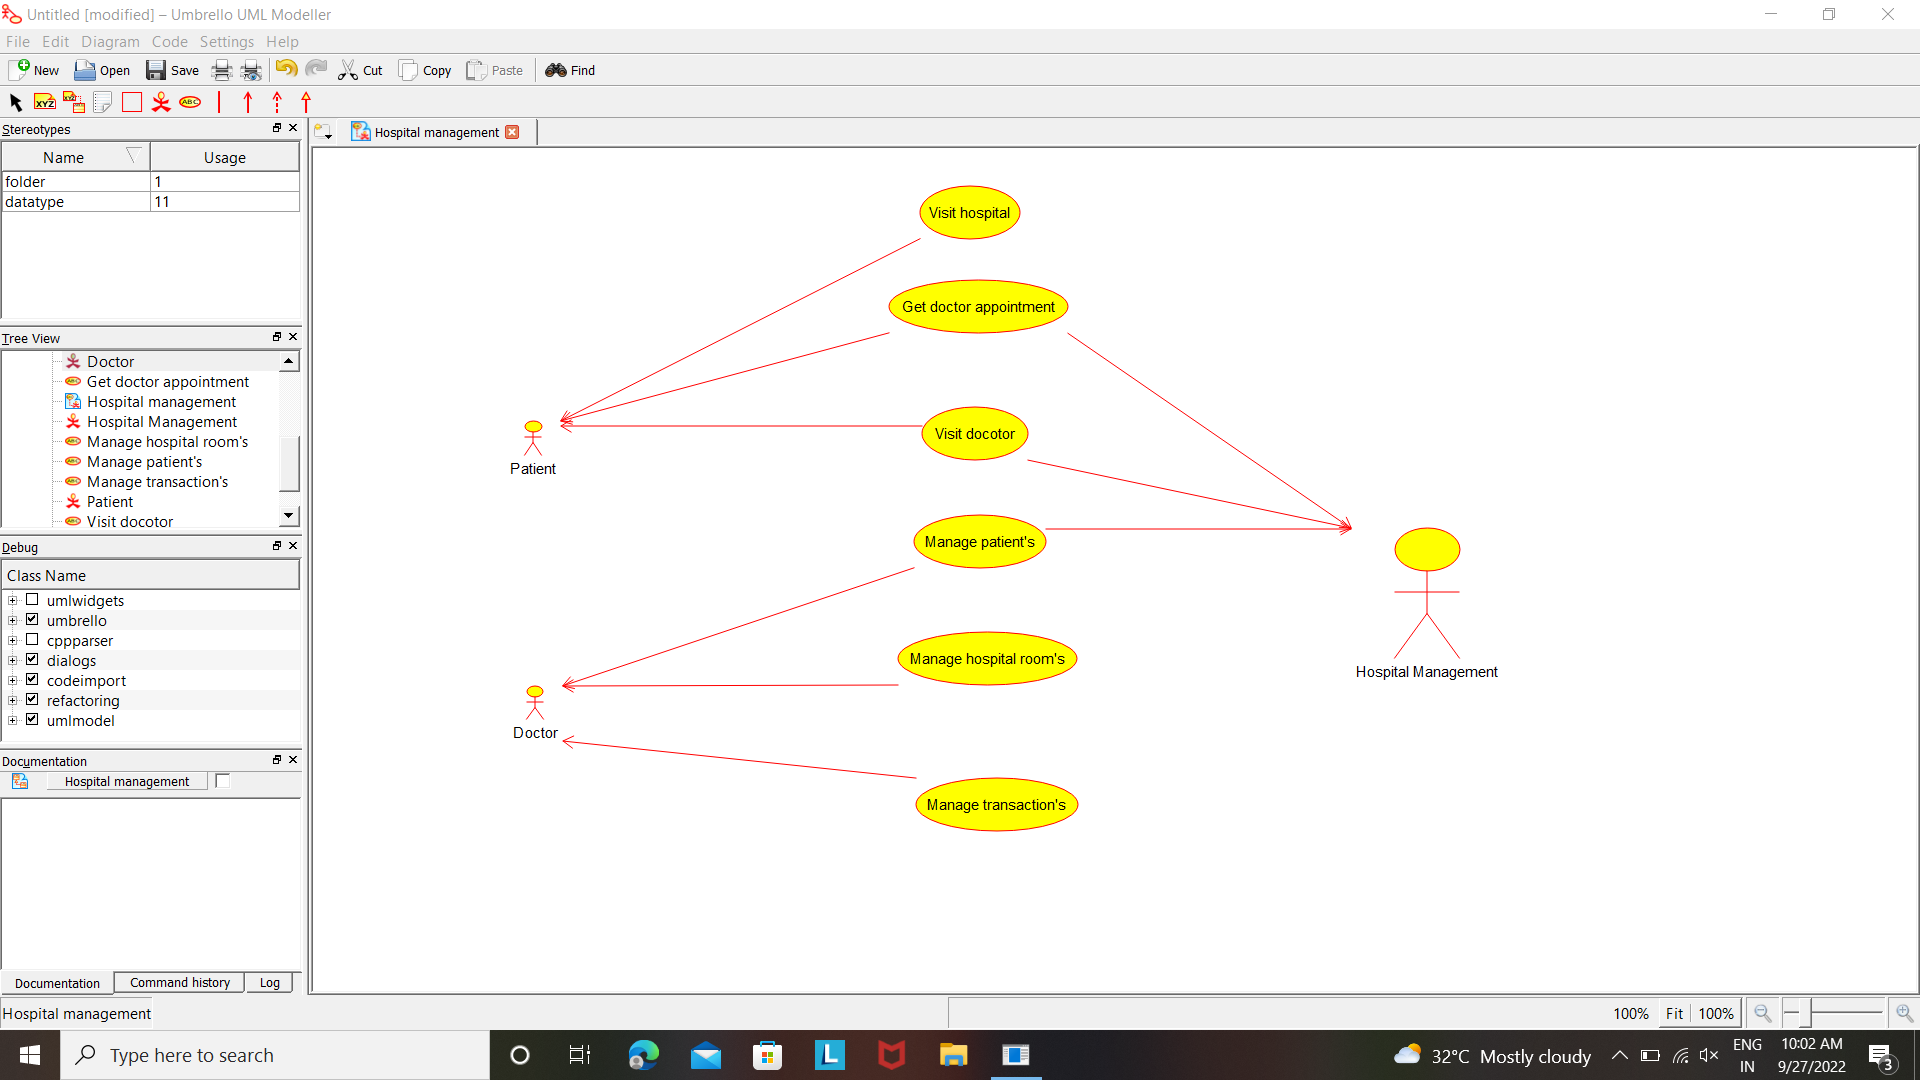 Untitled [modified] – Umbrello UML Modeller
File Edit Diagram Code Settings Help
New Open Save Cut Copy Paste Find
XYZ XYZ ABC
Stereotypes
Hospital management
Name Usage
folder 1
datatype 11
Tree View
Doctor
Get doctor appointment
Hospital management
Hospital Management
Manage hospital room's
Manage patient's
Manage transaction's
Patient
Visit docotor
Debug
Class Name
umlwidgets
umbrello
cppparser
dialogs
codeimport
refactoring
umlmodel
Documentation
Hospital management
Documentation Command history Log
Visit hospital
Get doctor appointment
Visit docotor
Patient
Manage patient's
Manage hospital room's
Hospital Management
Doctor
Manage transaction's
Hospital management
100% Fit 100%
Type here to search
L
32°C Mostly cloudy
ENG
IN
10:02 AM
9/27/2022
3